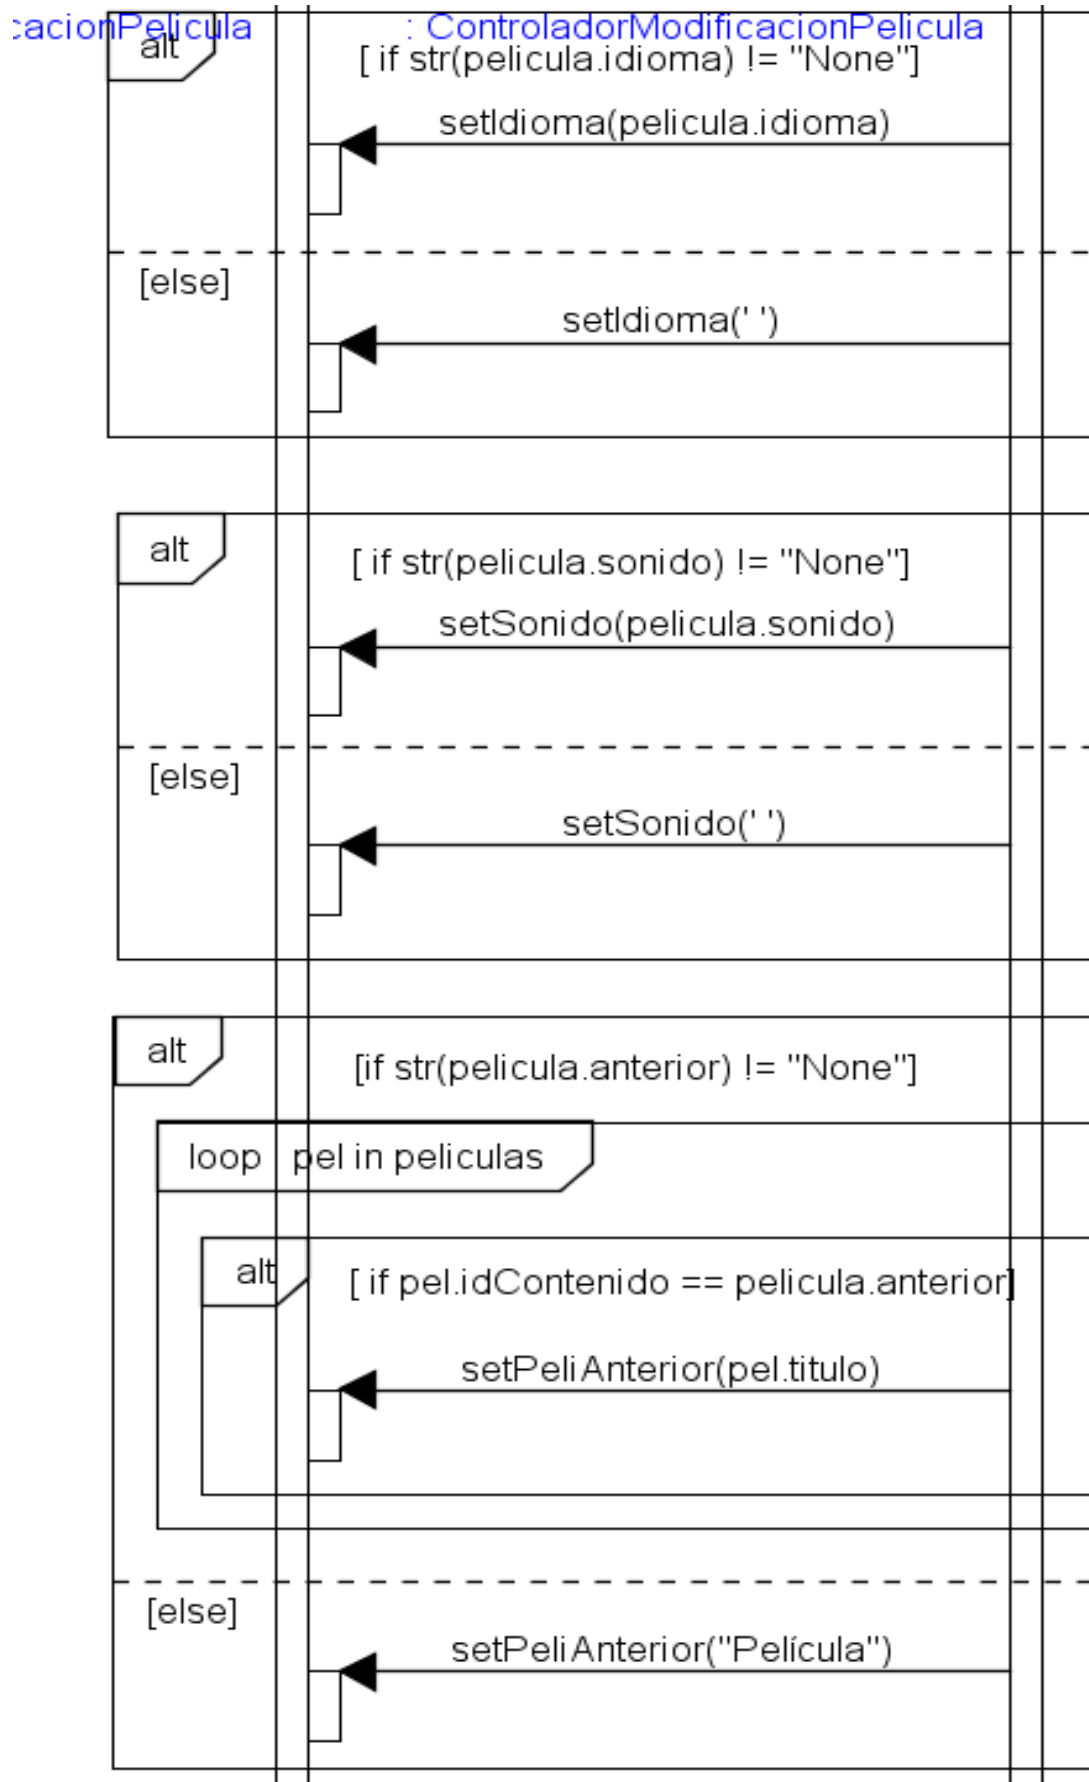 cacionPelicula : ControladorModificacionPelicula
alt
[ if str(pelicula.idioma) != "None"]
setIdioma(pelicula.idioma)
[else]
setIdioma(' ')
alt
[ if str(pelicula.sonido) != "None"]
setSonido(pelicula.sonido)
[else]
setSonido(' ')
alt
[if str(pelicula.anterior) != "None"]
loop pel in peliculas
alt
[ if pel.idContenido == pelicula.anterior]
setPeliAnterior(pel.titulo)
[else]
setPeliAnterior("Película")